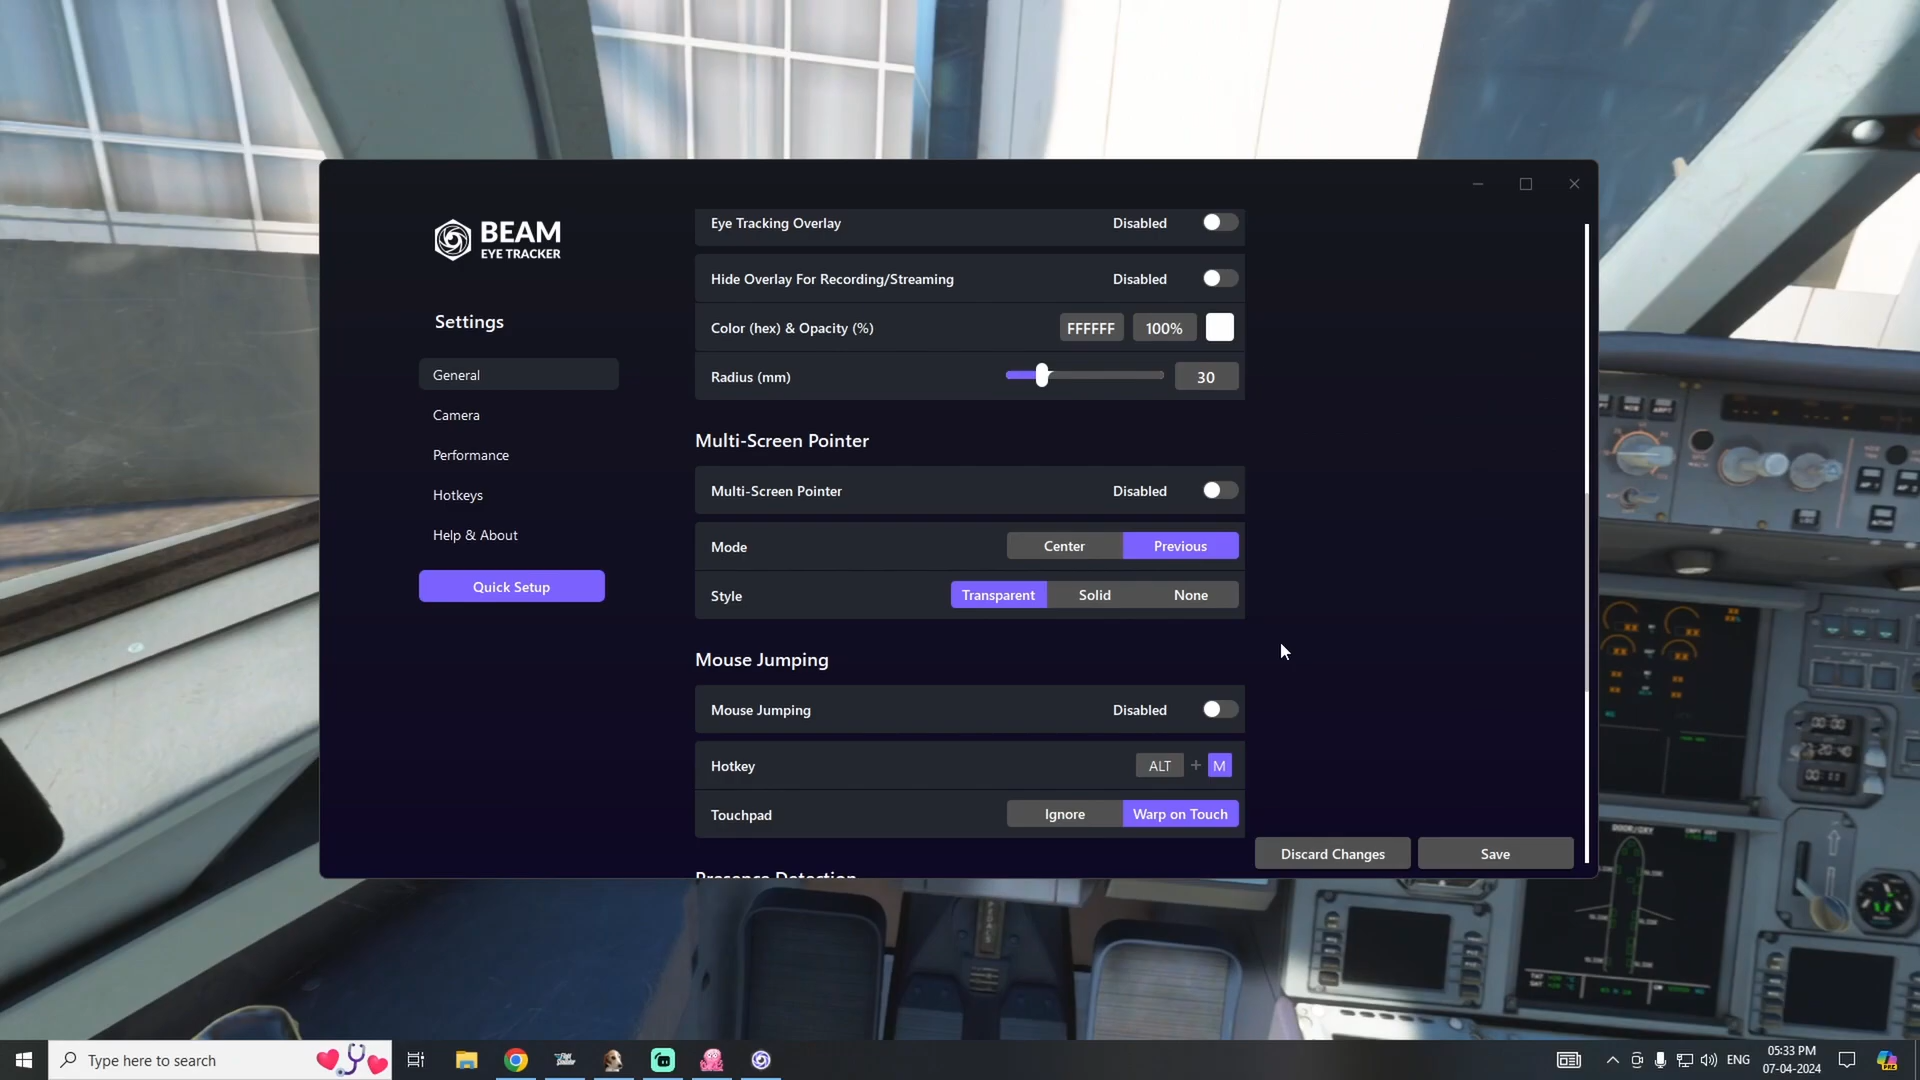 BEAM
EYE TRACKER
Settings
General
Camera
Performance
Hotkeys
Help & About
Quick Setup
Eye Tracking Overlay Disabled
Hide Overlay For Recording/Streaming Disabled
Color (hex) & Opacity (%) FFFFFF 100%
Radius (mm) 30
Multi-Screen Pointer
Multi-Screen Pointer Disabled
Mode Center Previous
Style Transparent Solid None
Mouse Jumping
Mouse Jumping Disabled
Hotkey ALT + M
Touchpad Ignore Warp on Touch
Presence Detection
Discard Changes Save
Type here to search
ENG
05:33 PM
07-04-2024